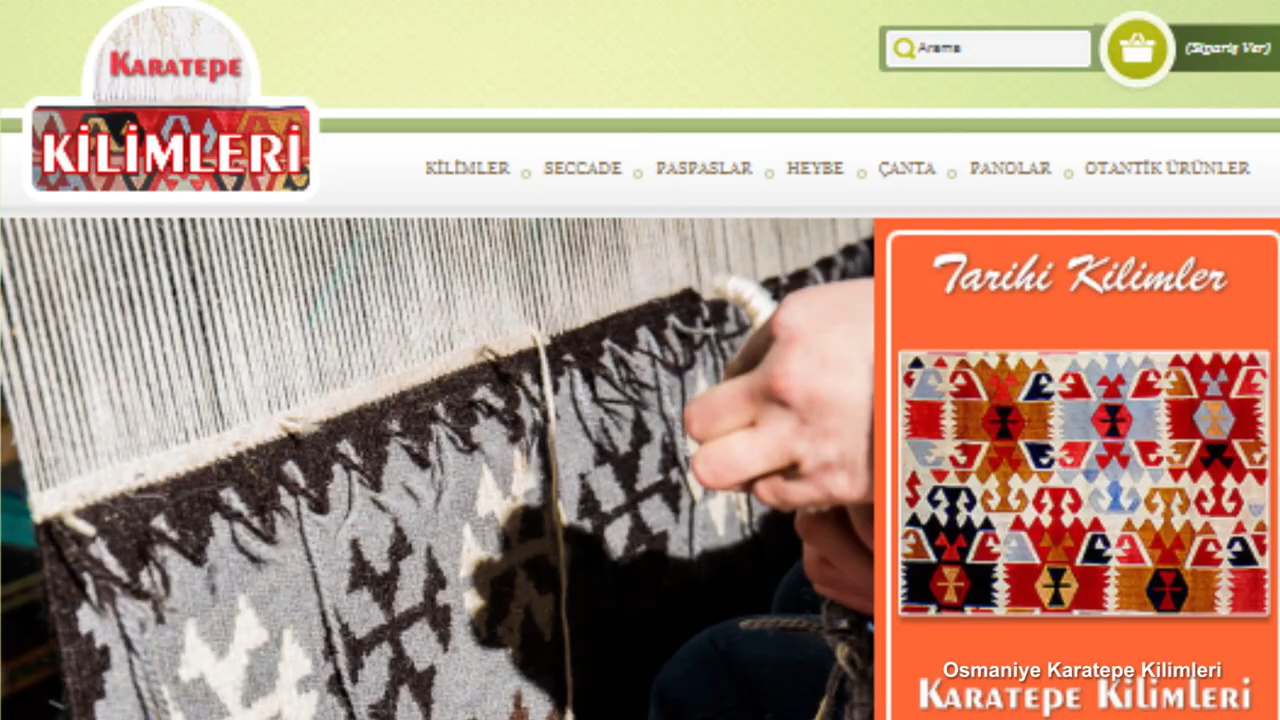 KARATEPE
KİLİMLERİ
Arama
(Sipariş Ver)
KİLİMLER
SECCADE
PASPASLAR
HEYBE
ÇANTA
PANOLAR
OTANTİK ÜRÜNLER
Tarihi Kilimler
Osmaniye Karatepe Kilimleri
KARATEPE KİLİMLERİ